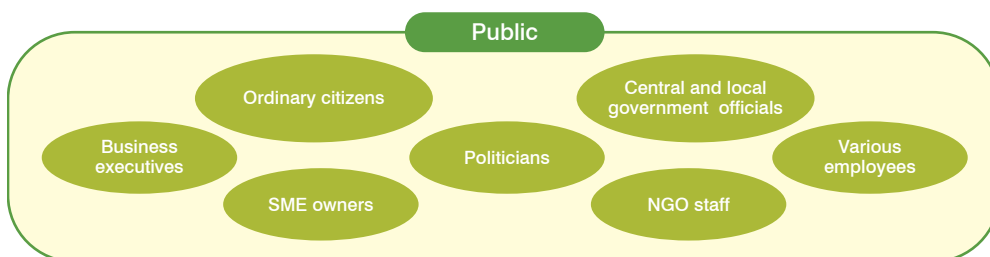 Public
Ordinary citizens
Central and local
government officials
Business
executives
Politicians
Various
employees
SME owners
NGO staff